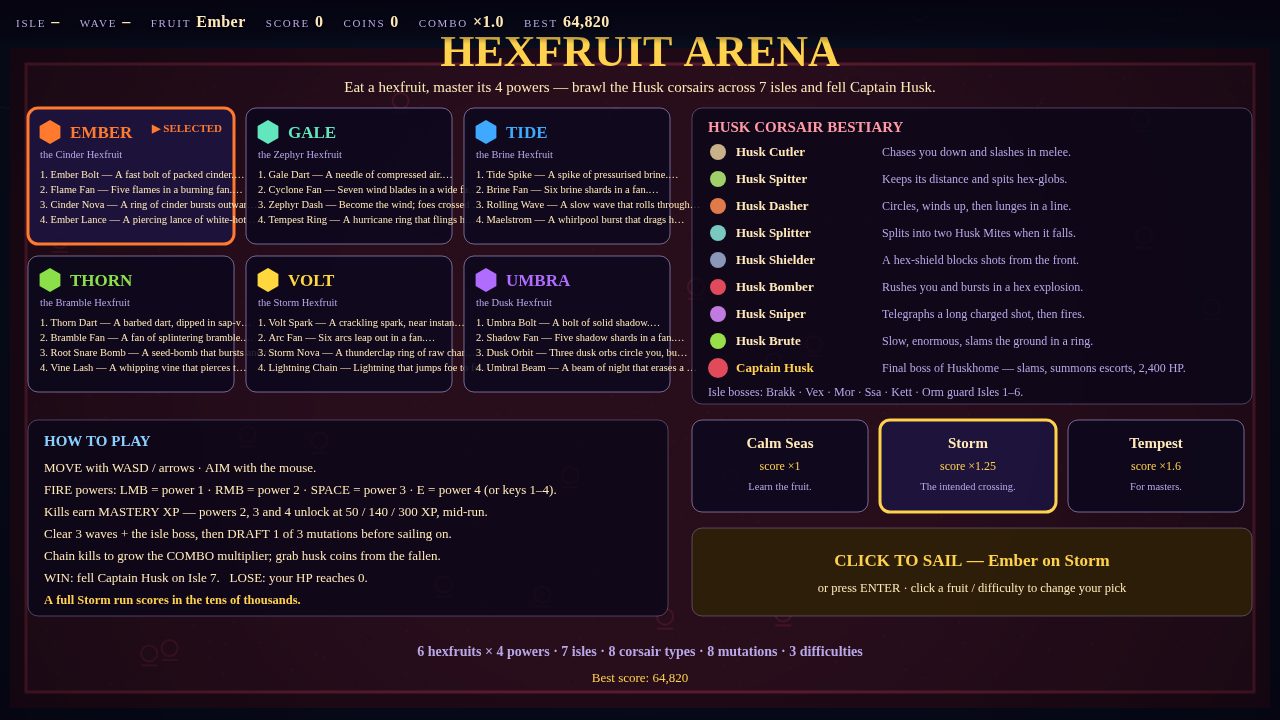 ISLE – WAVE – FRUIT Ember SCORE 0 COINS 0 COMBO ×1.0 BEST 64,820
HEXFRUIT ARENA
Eat a hexfruit, master its 4 powers — brawl the Husk corsairs across 7 isles and fell Captain Husk.
EMBER ▶ SELECTED
the Cinder Hexfruit
1. Ember Bolt — A fast bolt of packed cinder.…
2. Flame Fan — Five flames in a burning fan.…
3. Cinder Nova — A ring of cinder bursts outwar
4. Ember Lance — A piercing lance of white-hot
GALE
the Zephyr Hexfruit
1. Gale Dart — A needle of compressed air.…
2. Cyclone Fan — Seven wind blades in a wide f
3. Zephyr Dash — Become the wind; foes crossed
4. Tempest Ring — A hurricane ring that flings h
TIDE
the Brine Hexfruit
1. Tide Spike — A spike of pressurised brine.…
2. Brine Fan — Six brine shards in a fan.…
3. Rolling Wave — A slow wave that rolls through…
4. Maelstrom — A whirlpool burst that drags h…
THORN
the Bramble Hexfruit
1. Thorn Dart — A barbed dart, dipped in sap-v…
2. Bramble Fan — A fan of splintering bramble.…
3. Root Snare Bomb — A seed-bomb that bursts
4. Vine Lash — A whipping vine that pierces t…
VOLT
the Storm Hexfruit
1. Volt Spark — A crackling spark, near instan…
2. Arc Fan — Six arcs leap out in a fan.…
3. Storm Nova — A thunderclap ring of raw char
4. Lightning Chain — Lightning that jumps foe to
UMBRA
the Dusk Hexfruit
1. Umbra Bolt — A bolt of solid shadow.…
2. Shadow Fan — Five shadow shards in a fan.…
3. Dusk Orbit — Three dusk orbs circle you, bu…
4. Umbral Beam — A beam of night that erases a …
HUSK CORSAIR BESTIARY
Husk Cutler Chases you down and slashes in melee.
Husk Spitter Keeps its distance and spits hex-globs.
Husk Dasher Circles, winds up, then lunges in a line.
Husk Splitter Splits into two Husk Mites when it falls.
Husk Shielder A hex-shield blocks shots from the front.
Husk Bomber Rushes you and bursts in a hex explosion.
Husk Sniper Telegraphs a long charged shot, then fires.
Husk Brute Slow, enormous, slams the ground in a ring.
Captain Husk Final boss of Huskhome — slams, summons escorts, 2,400 HP.
Isle bosses: Brakk · Vex · Mor · Ssa · Kett · Orm guard Isles 1–6.
HOW TO PLAY
MOVE with WASD / arrows · AIM with the mouse.
FIRE powers: LMB = power 1 · RMB = power 2 · SPACE = power 3 · E = power 4 (or keys 1–4).
Kills earn MASTERY XP — powers 2, 3 and 4 unlock at 50 / 140 / 300 XP, mid-run.
Clear 3 waves + the isle boss, then DRAFT 1 of 3 mutations before sailing on.
Chain kills to grow the COMBO multiplier; grab husk coins from the fallen.
WIN: fell Captain Husk on Isle 7. LOSE: your HP reaches 0.
A full Storm run scores in the tens of thousands.
Calm Seas
score ×1
Learn the fruit.
Storm
score ×1.25
The intended crossing.
Tempest
score ×1.6
For masters.
CLICK TO SAIL — Ember on Storm
or press ENTER · click a fruit / difficulty to change your pick
6 hexfruits × 4 powers · 7 isles · 8 corsair types · 8 mutations · 3 difficulties
Best score: 64,820